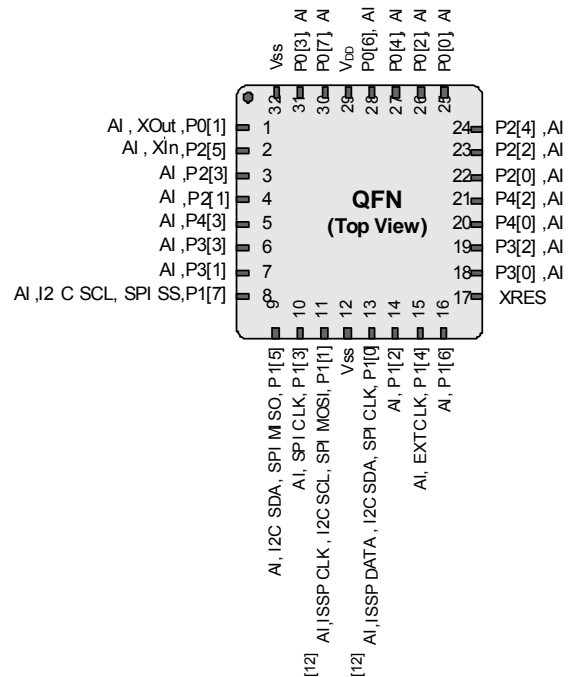 Vss
P0[3], AI
P0[7], AI
VDD
P0[6], AI
P0[4], AI
P0[2], AI
P0[0], AI
32
31
30
29
28
27
26
25
AI , XOut ,P0[1] 1
AI , XIn ,P2[5] 2
AI ,P2[3] 3
AI ,P2[1] 4
AI ,P4[3] 5
AI ,P3[3] 6
AI ,P3[1] 7
AI ,I2 C SCL, SPI SS,P1[7] 8
QFN
(Top View)
24 P2[4] ,AI
23 P2[2] ,AI
22 P2[0] ,AI
21 P4[2] ,AI
20 P4[0] ,AI
19 P3[2] ,AI
18 P3[0] ,AI
17 XRES
9
10
11
12
13
14
15
16
AI, I2C SDA, SPI MISO, P1[5]
AI, SPI CLK, P1[3]
[12] AI,ISSP CLK , I2C SCL, SPI MOSI, P1[1]
Vss
[12] AI,ISSP DATA , I2C SDA, SPI CLK, P1[0]
AI, P1[2]
AI, EXTCLK, P1[4]
AI, P1[6]